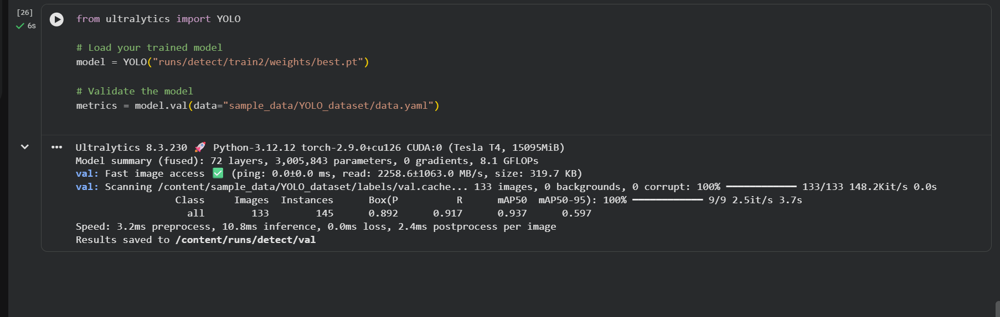 [26]
6s
from ultralytics import YOLO
# Load your trained model
model = YOLO("runs/detect/train2/weights/best.pt")
# Validate the model
metrics = model.val(data="sample_data/YOLO_dataset/data.yaml")
Ultralytics 8.3.230 🚀 Python-3.12.12 torch-2.9.0+cu126 CUDA:0 (Tesla T4, 15095MiB)
Model summary (fused): 72 layers, 3,005,843 parameters, 0 gradients, 8.1 GFLOPs
val: Fast image access ✅ (ping: 0.0±0.0 ms, read: 2258.6±1063.0 MB/s, size: 319.7 KB)
val: Scanning /content/sample_data/YOLO_dataset/labels/val.cache... 133 images, 0 backgrounds, 0 corrupt: 100% ━━━━━━━━━━━━ 133/133 148.2Kit/s 0.0s
Class Images Instances Box(P R mAP50 mAP50-95): 100% ━━━━━━━━━━━━ 9/9 2.5it/s 3.7s
all 133 145 0.892 0.917 0.937 0.597
Speed: 3.2ms preprocess, 10.8ms inference, 0.0ms loss, 2.4ms postprocess per image
Results saved to /content/runs/detect/val